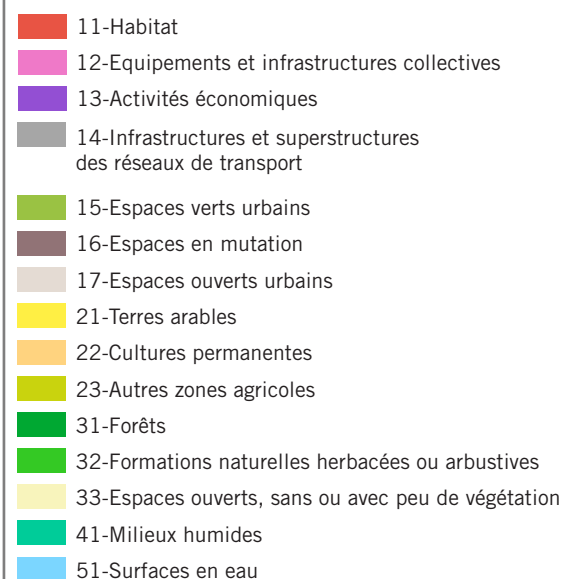 11-Habitat
12-Equipements et infrastructures collectives
13-Activités économiques
14-Infrastructures et superstructures
des réseaux de transport
15-Espaces verts urbains
16-Espaces en mutation
17-Espaces ouverts urbains
21-Terres arables
22-Cultures permanentes
23-Autres zones agricoles
31-Forêts
32-Formations naturelles herbacées ou arbustives
33-Espaces ouverts, sans ou avec peu de végétation
41-Milieux humides
51-Surfaces en eau